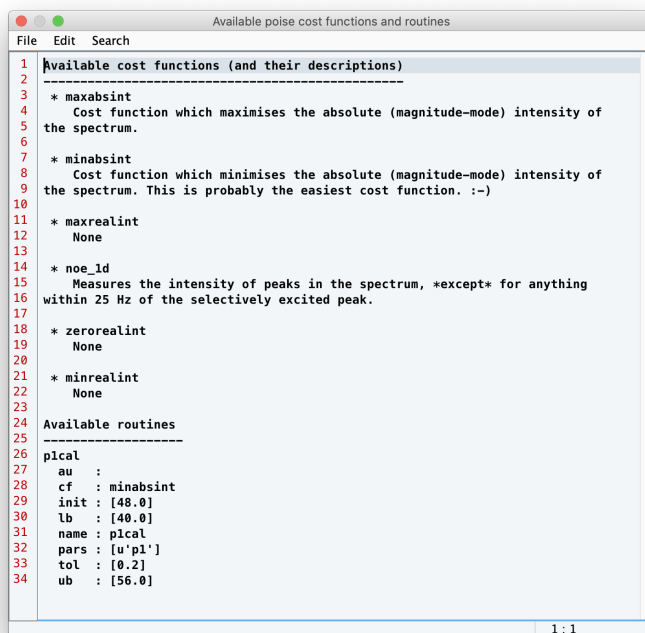 Available poise cost functions and routines
File Edit Search
1 Available cost functions (and their descriptions)
2 -------------------------------------------------
3 * maxabsint
4 Cost function which maximises the absolute (magnitude-mode) intensity of
5 the spectrum.
6
7 * minabsint
8 Cost function which minimises the absolute (magnitude-mode) intensity of
9 the spectrum. This is probably the easiest cost function. :-)
10
11 * maxrealint
12 None
13
14 * noe_1d
15 Measures the intensity of peaks in the spectrum, *except* for anything
16 within 25 Hz of the selectively excited peak.
17
18 * zerorealint
19 None
20
21 * minrealint
22 None
23
24 Available routines
25 -------------------
26 p1cal
27 au :
28 cf : minabsint
29 init : [48.0]
30 lb : [40.0]
31 name : p1cal
32 pars : [u'p1']
33 tol : [0.2]
34 ub : [56.0]
1 : 1